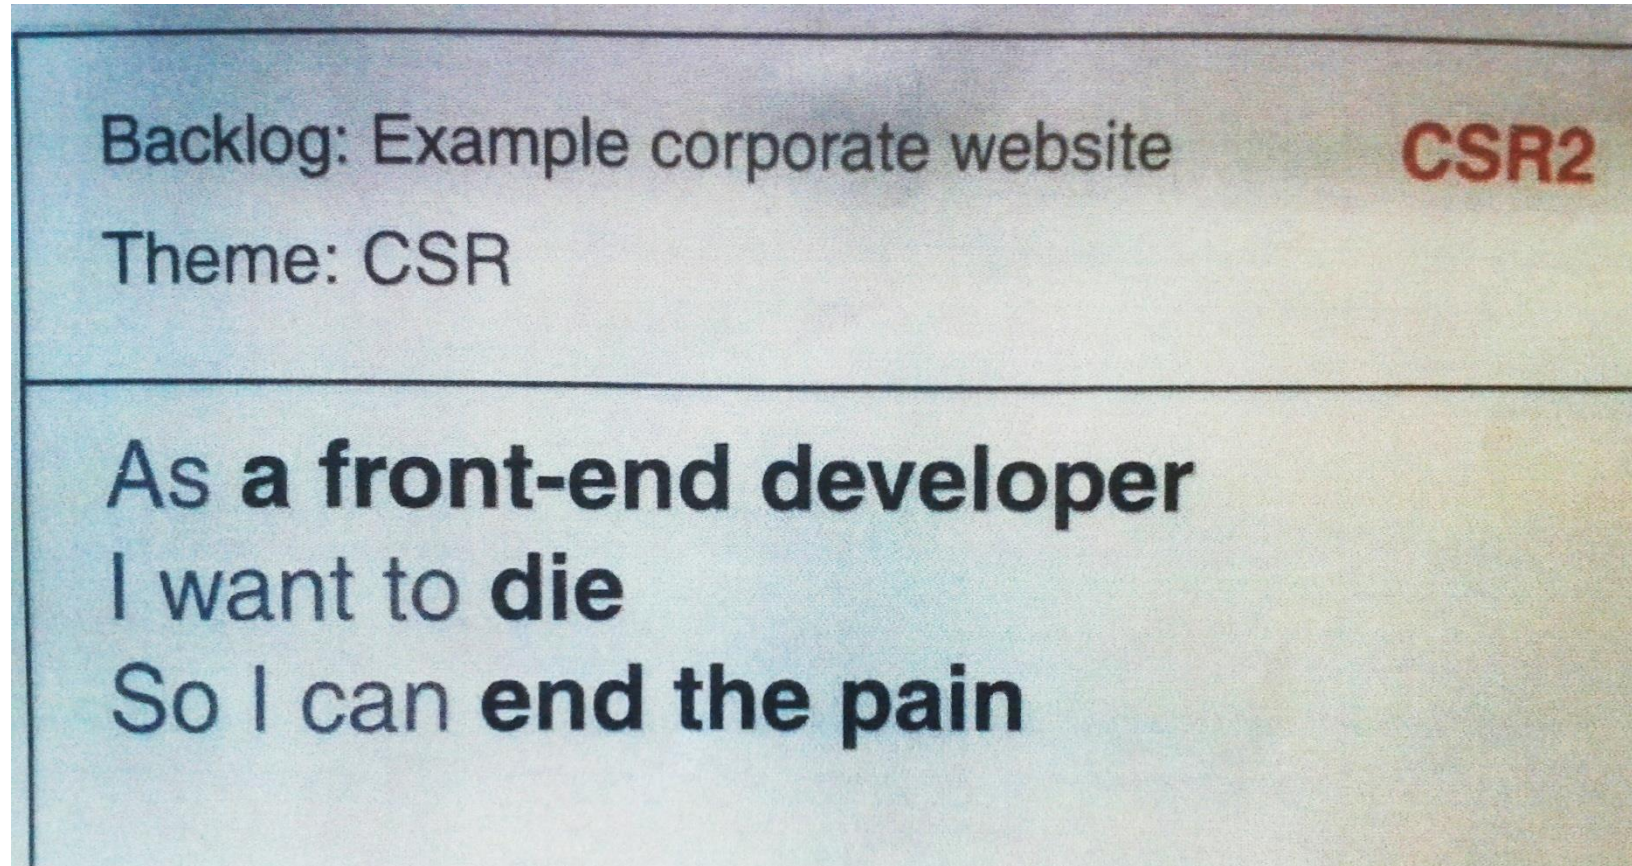 Backlog: Example corporate website CSR2
Theme: CSR
As a front-end developer
I want to die
So I can end the pain